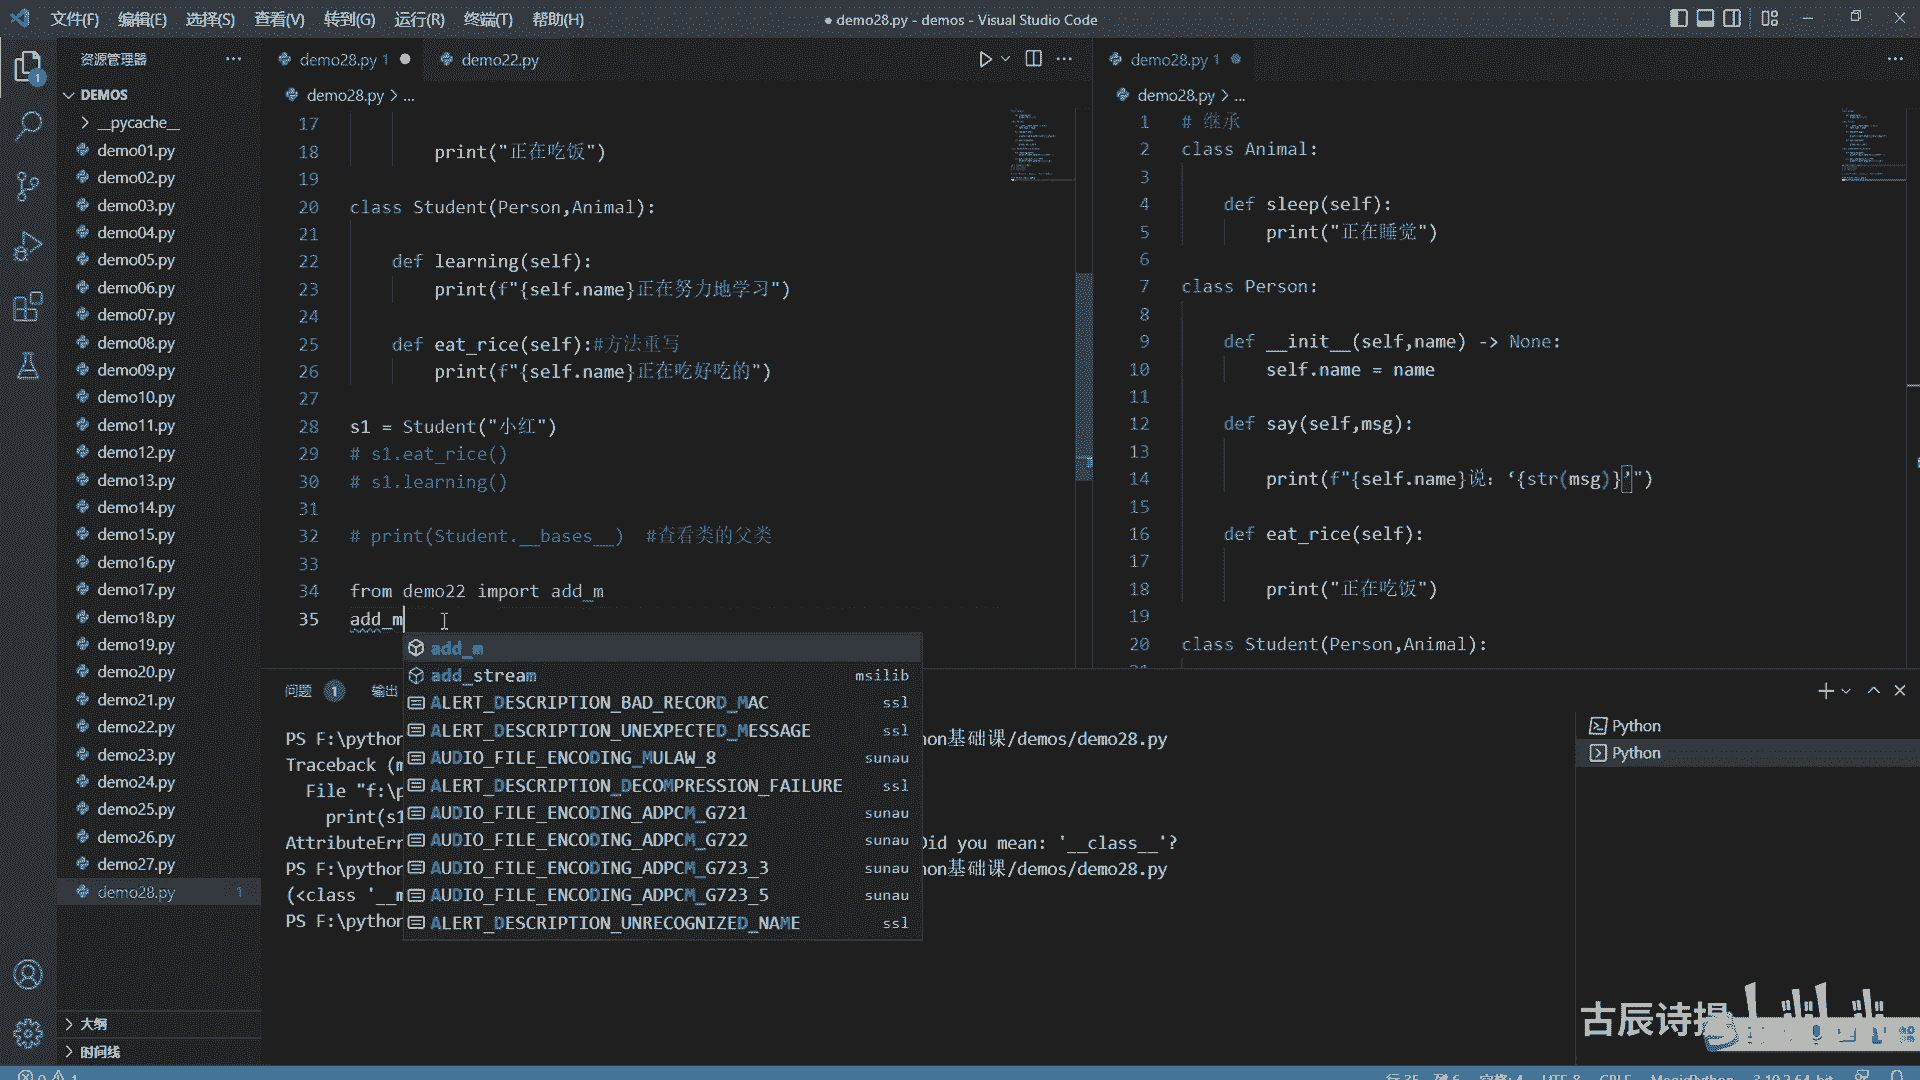 文件(F) 编辑(E) 选择(S) 查看(V) 转到(G) 运行(R) 终端(T) 帮助(H)
● demo28.py - demos - Visual Studio Code
资源管理器
DEMOS
__pycache__
demo01.py
demo02.py
demo03.py
demo04.py
demo05.py
demo06.py
demo07.py
demo08.py
demo09.py
demo10.py
demo11.py
demo12.py
demo13.py
demo14.py
demo15.py
demo16.py
demo17.py
demo18.py
demo19.py
demo20.py
demo21.py
demo22.py
demo23.py
demo24.py
demo25.py
demo26.py
demo27.py
demo28.py 1
大纲
时间线
demo28.py 1 ● demo22.py
demo28.py > ...
17
18 print("正在吃饭")
19
20 class Student(Person,Animal):
21
22 def learning(self):
23 print(f"{self.name}正在努力地学习")
24
25 def eat_rice(self):#方法重写
26 print(f"{self.name}正在吃好吃的")
27
28 s1 = Student("小红")
29 # s1.eat_rice()
30 # s1.learning()
31
32 # print(Student.__bases__) #查看类的父类
33
34 from demo22 import add_m
35 add_m
add_m
add_stream msilib
ALERT_DESCRIPTION_BAD_RECORD_MAC ssl
ALERT_DESCRIPTION_UNEXPECTED_MESSAGE ssl
AUDIO_FILE_ENCODING_MULAW_8 sunau
ALERT_DESCRIPTION_DECOMPRESSION_FAILURE ssl
AUDIO_FILE_ENCODING_ADPCM_G721 sunau
AUDIO_FILE_ENCODING_ADPCM_G722 sunau
AUDIO_FILE_ENCODING_ADPCM_G723_3 sunau
AUDIO_FILE_ENCODING_ADPCM_G723_5 sunau
ALERT_DESCRIPTION_UNRECOGNIZED_NAME ssl
demo28.py 1
demo28.py > ...
1 # 继承
2 class Animal:
3
4 def sleep(self):
5 print("正在睡觉")
6
7 class Person:
8
9 def __init__(self,name) -> None:
10 self.name = name
11
12 def say(self,msg):
13
14 print(f"{self.name}说：‘{str(msg)}’")
15
16 def eat_rice(self):
17
18 print("正在吃饭")
19
20 class Student(Person,Animal):
问题 1 输出
PS F:\python on基础课/demos/demo28.py
Traceback (m
File "f:\p
print(s1
AttributeErr Did you mean: '__class__'?
PS F:\python on基础课/demos/demo28.py
(<class '__m
PS F:\python
Python
Python
古辰诗提